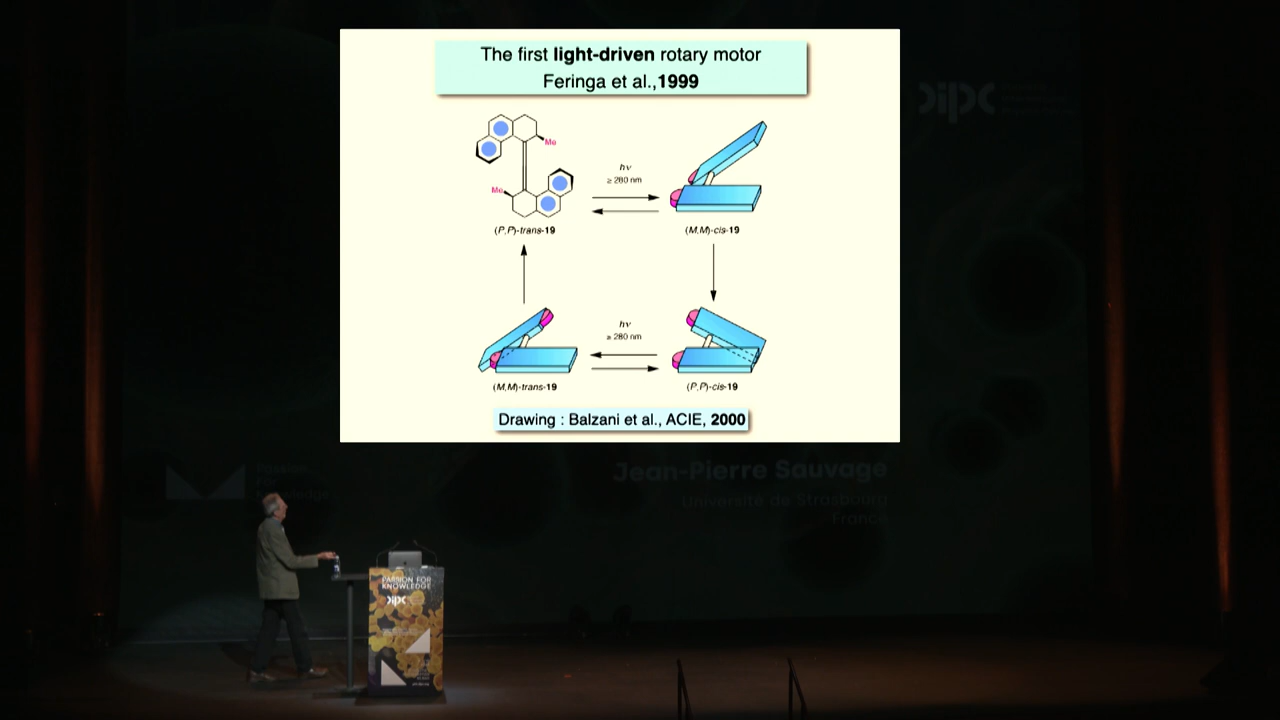 The first light-driven rotary motor
Feringa et al.,1999
Me
Me
hν
≥ 280 nm
(P,P)-trans-19
(M,M)-cis-19
hν
≥ 280 nm
(M,M)-trans-19
(P,P)-cis-19
Drawing : Balzani et al., ACIE, 2000
dipc
Jean-Pierre Sauvage
Université de Strasbourg
France
PASSION FOR
KNOWLEDGE
dipc